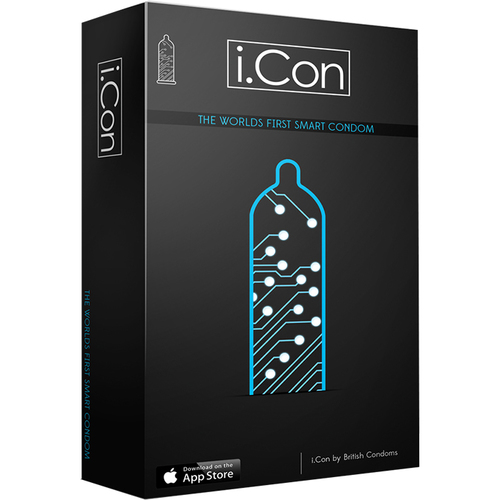 i.Con
THE WORLDS FIRST SMART CONDOM
i.Con
THE WORLDS FIRST SMART CONDOM
Download on the
App Store
i.Con by British Condoms